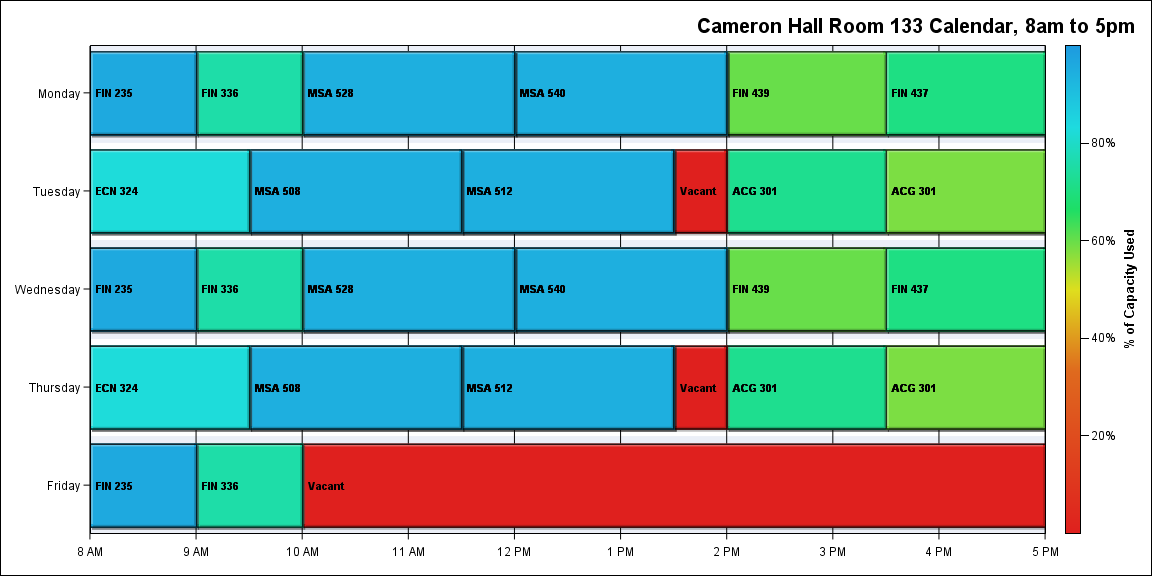 Cameron Hall Room 133 Calendar, 8am to 5pm
Monday
FIN 235
FIN 336
MSA 528
MSA 540
FIN 439
FIN 437
Tuesday
ECN 324
MSA 508
MSA 512
Vacant
ACG 301
ACG 301
Wednesday
FIN 235
FIN 336
MSA 528
MSA 540
FIN 439
FIN 437
Thursday
ECN 324
MSA 508
MSA 512
Vacant
ACG 301
ACG 301
Friday
FIN 235
FIN 336
Vacant
8 AM
9 AM
10 AM
11 AM
12 PM
1 PM
2 PM
3 PM
4 PM
5 PM
80%
60%
40%
20%
% of Capacity Used